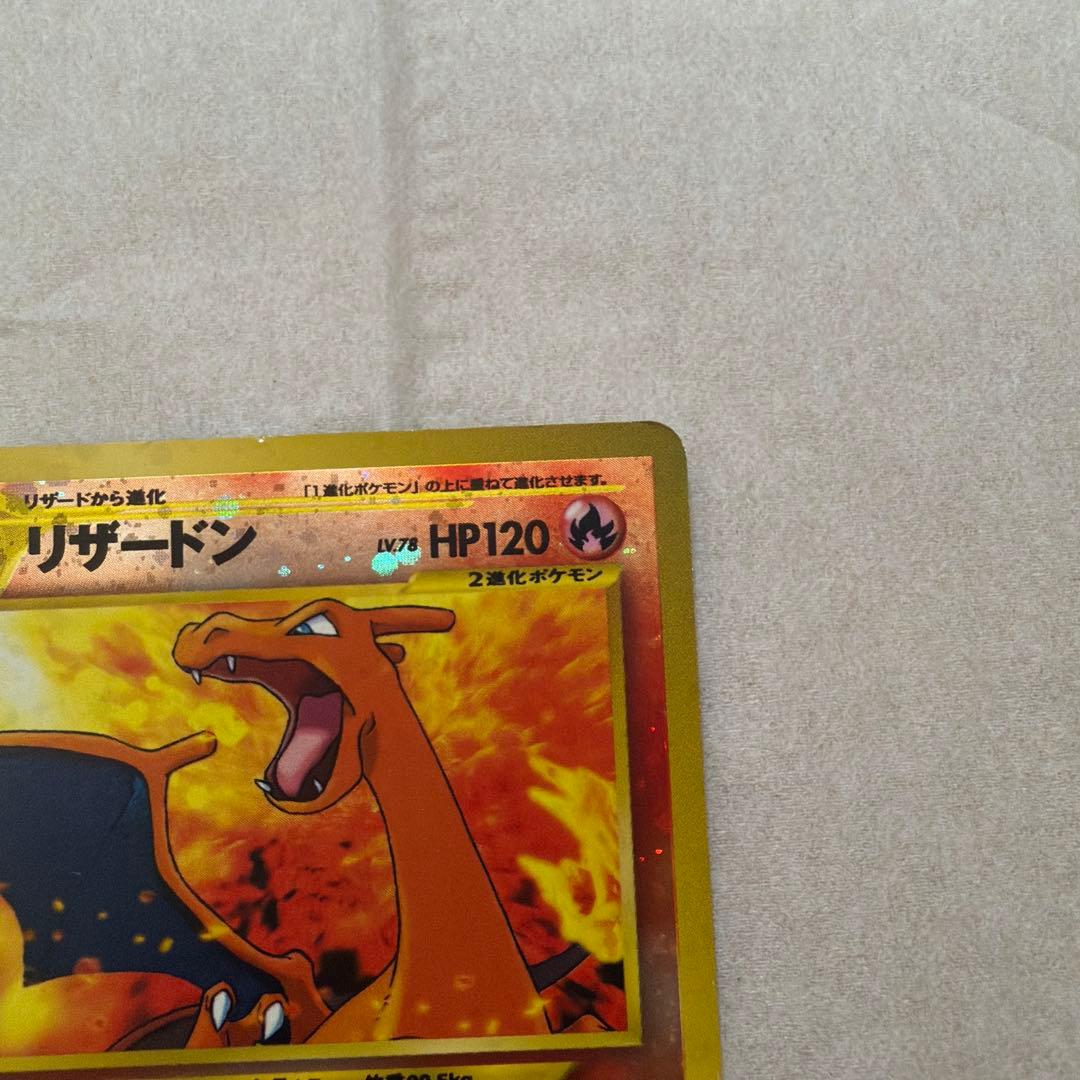 リザードから進化
「1進化ポケモン」の上に重ねて進化させます。
リザードン LV.78 HP120
2進化ポケモン